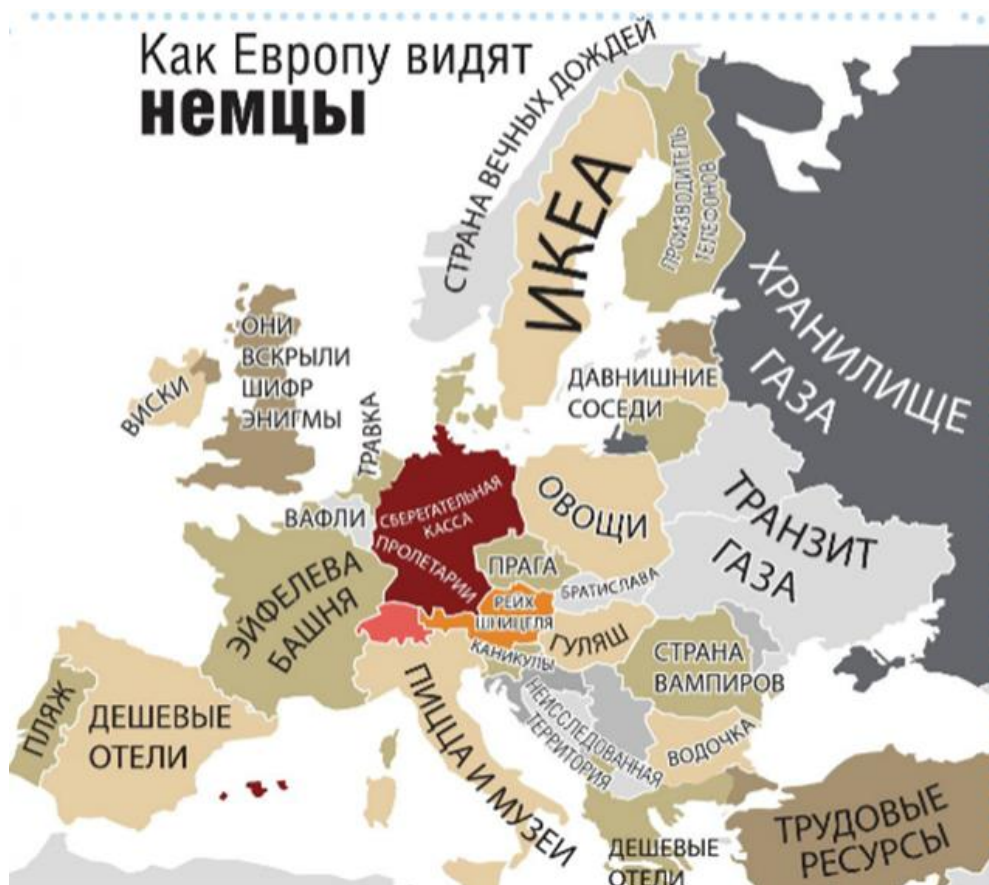 Как Европу видят
немцы
СТРАНА ВЕЧНЫХ ДОЖДЕЙ
ИКЕА
ПРОИЗВОДИТЕЛЬ
ТЕЛЕФОНОВ
ХРАНИЛИЩЕ
ГАЗА
ОНИ
ВСКРЫЛИ
ШИФР
ЭНИГМЫ
ВИСКИ
ДАВНИШНИЕ
СОСЕДИ
ТРАВКА
ВАФЛИ
СБЕРЕГАТЕЛЬНАЯ
КАССА
ПРОЛЕТАРИИ
ОВОЩИ
ТРАНЗИТ
ГАЗА
ПРАГА
БРАТИСЛАВА
ЭЙФЕЛЕВА
БАШНЯ
РЕЙХ
ШНИЦЕЛЯ
ГУЛЯШ
КАНИКУЛЫ
СТРАНА
ВАМПИРОВ
ПЛЯЖ
ДЕШЕВЫЕ
ОТЕЛИ
ПИЦЦА И МУЗЕИ
НЕИССЛЕДОВАННАЯ
ТЕРРИТОРИЯ
ВОДОЧКА
ТРУДОВЫЕ
РЕСУРСЫ
ДЕШЕВЫЕ
ОТЕЛИ